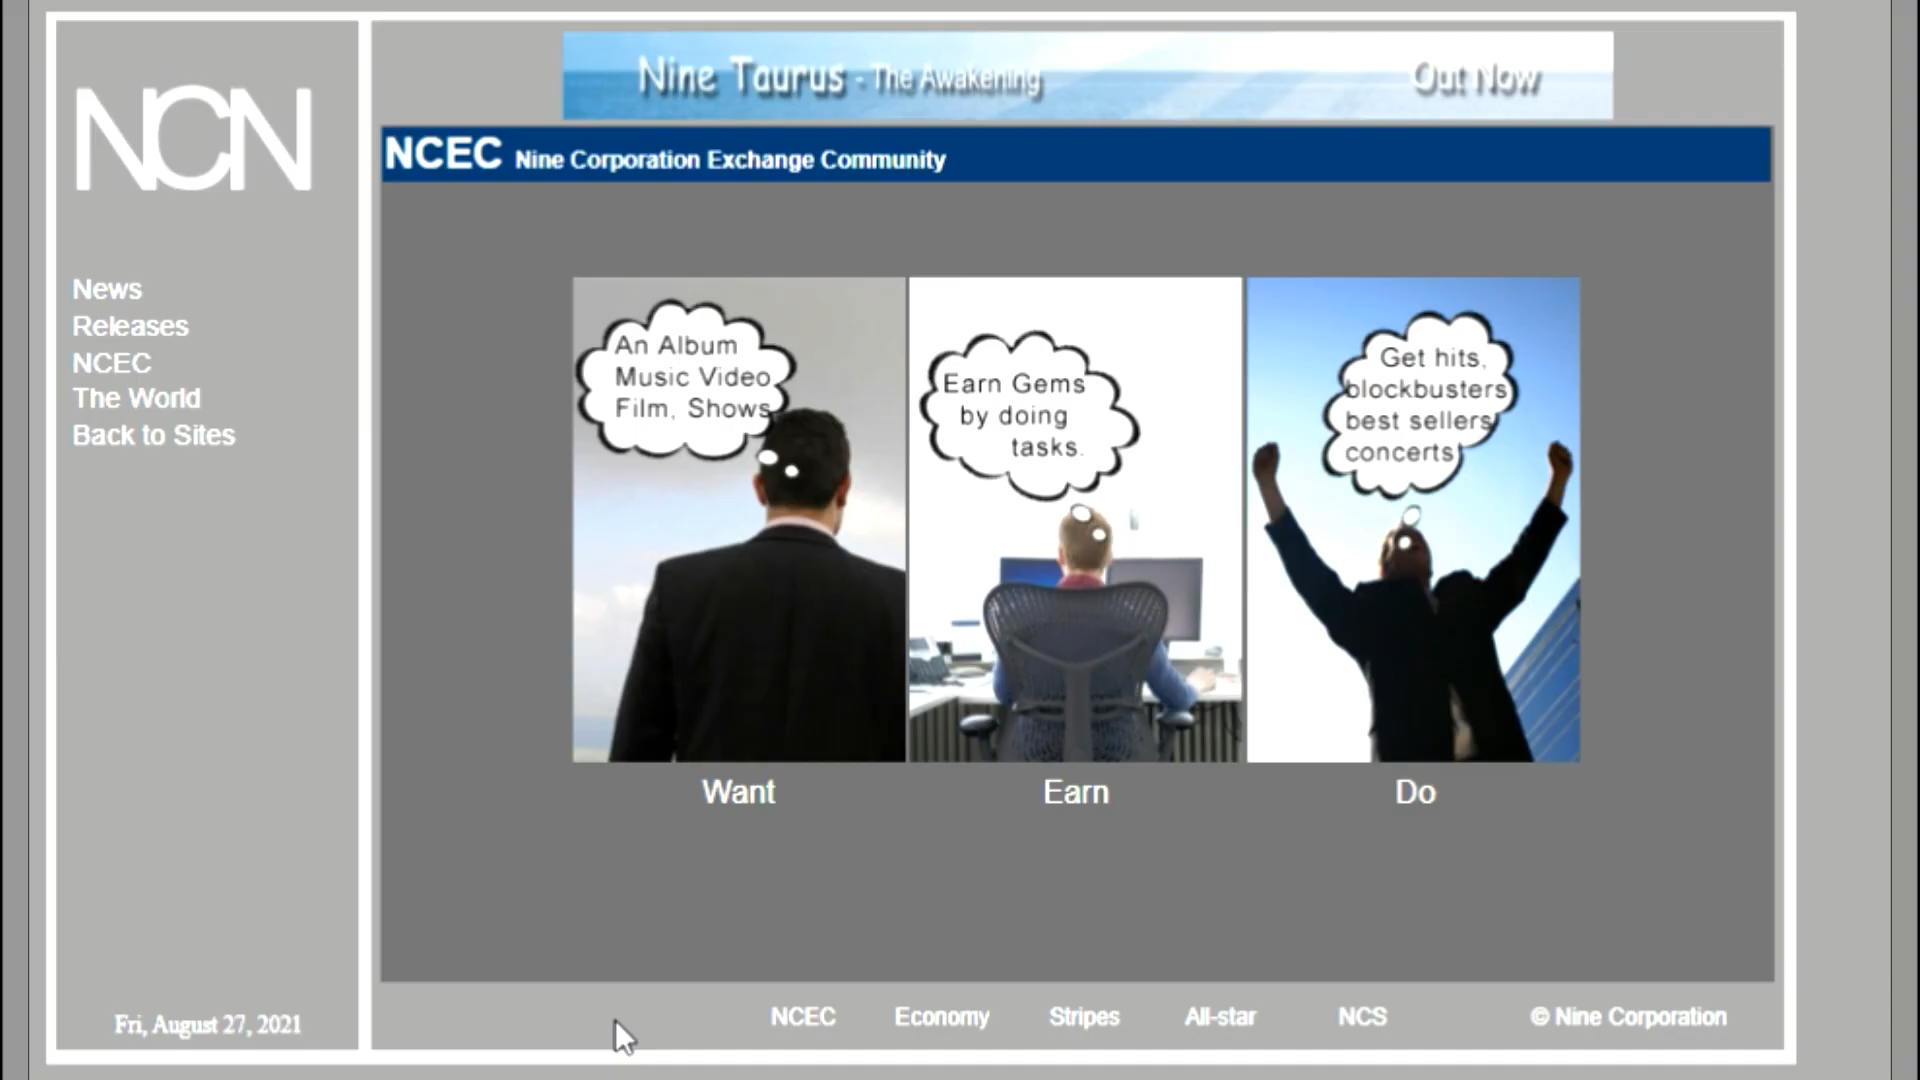 NCN
News
Releases
NCEC
The World
Back to Sites
Fri, August 27, 2021
Nine Taurus - The Awakening Out Now
NCEC Nine Corporation Exchange Community
An Album
Music Video
Film, Shows
Earn Gems
by doing
tasks.
Get hits,
blockbusters
best sellers
concerts
Want Earn Do
NCEC Economy Stripes All-star NCS © Nine Corporation